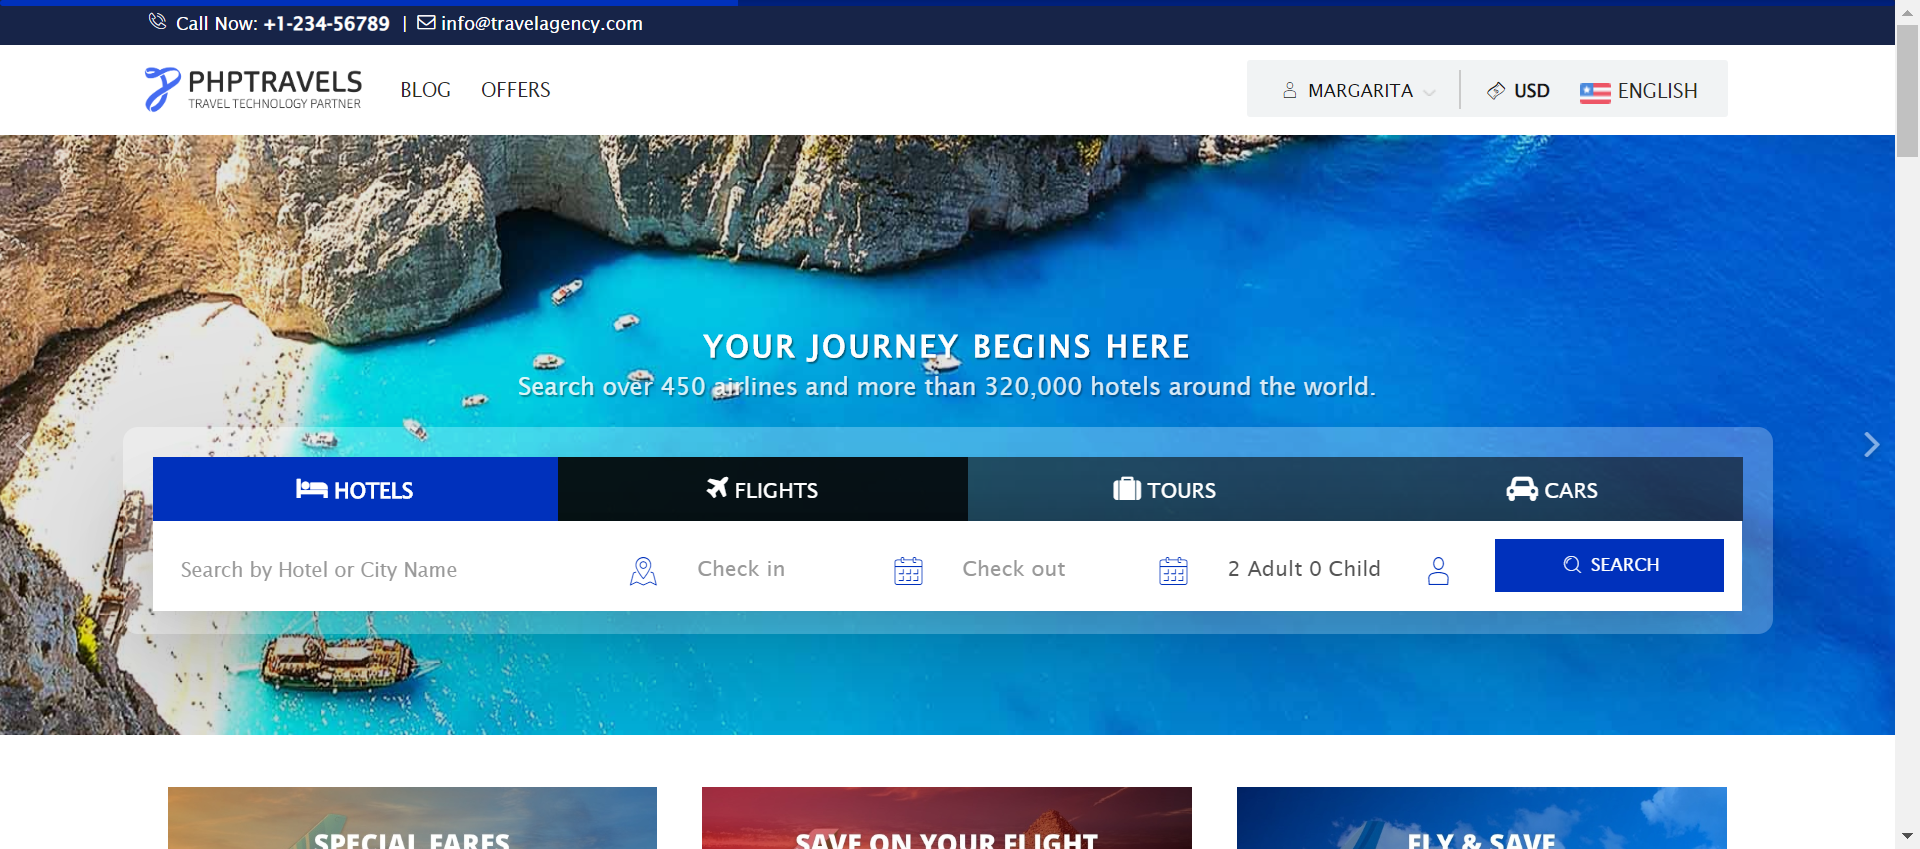 Call Now: +1-234-56789 | info@travelagency.com
PHPTRAVELS
TRAVEL TECHNOLOGY PARTNER
BLOG OFFERS
MARGARITA USD ENGLISH
YOUR JOURNEY BEGINS HERE
Search over 450 airlines and more than 320,000 hotels around the world.
HOTELS FLIGHTS TOURS CARS
Search by Hotel or City Name Check in Check out 2 Adult 0 Child SEARCH
SPECIAL FARES SAVE ON YOUR FLIGHT FLY & SAVE